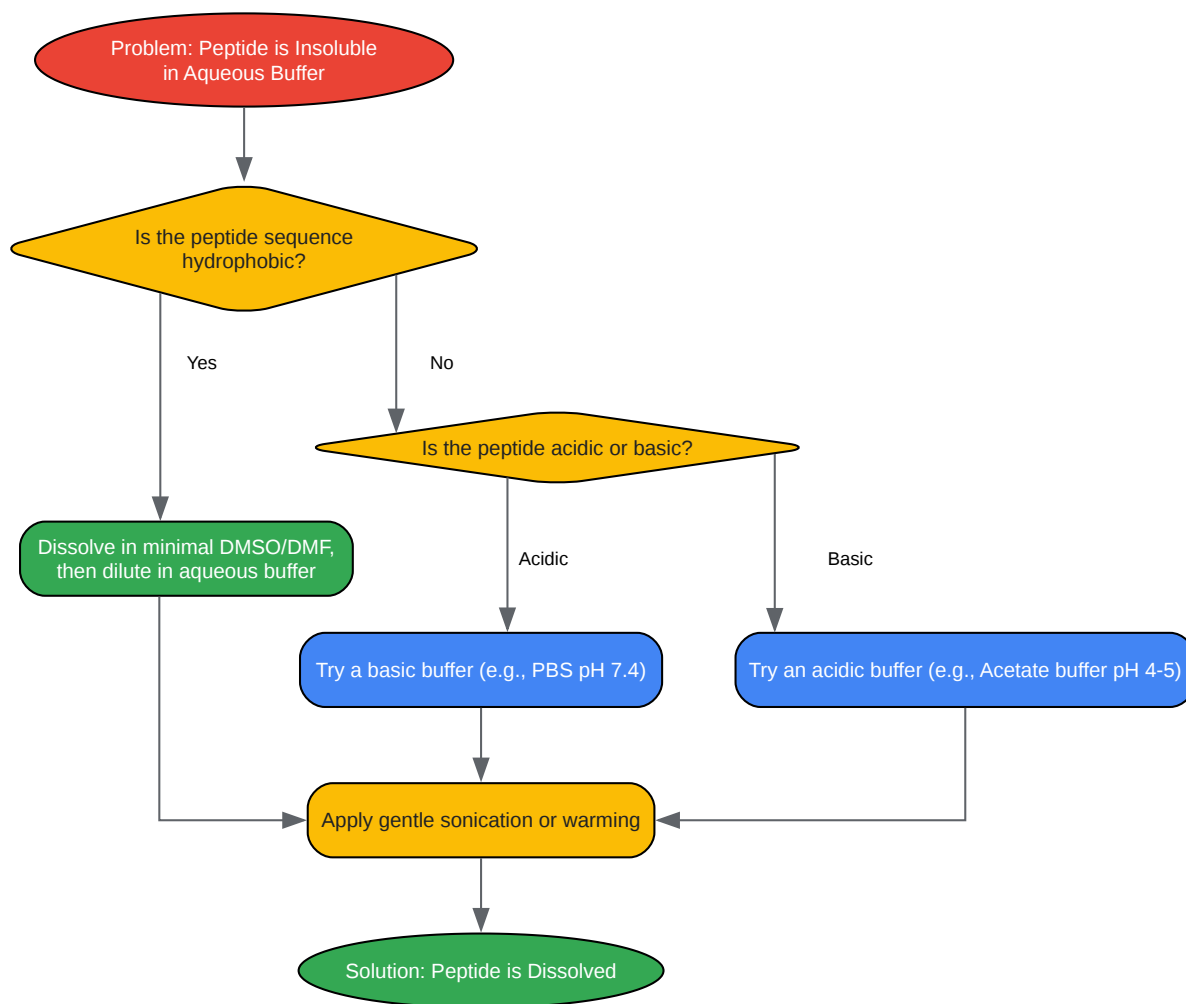 Problem: Peptide is Insoluble
in Aqueous Buffer
Is the peptide sequence
hydrophobic?
Yes
No
Is the peptide acidic or basic?
Dissolve in minimal DMSO/DMF,
then dilute in aqueous buffer
Acidic
Basic
Try a basic buffer (e.g., PBS pH 7.4)
Try an acidic buffer (e.g., Acetate buffer pH 4-5)
Apply gentle sonication or warming
Solution: Peptide is Dissolved